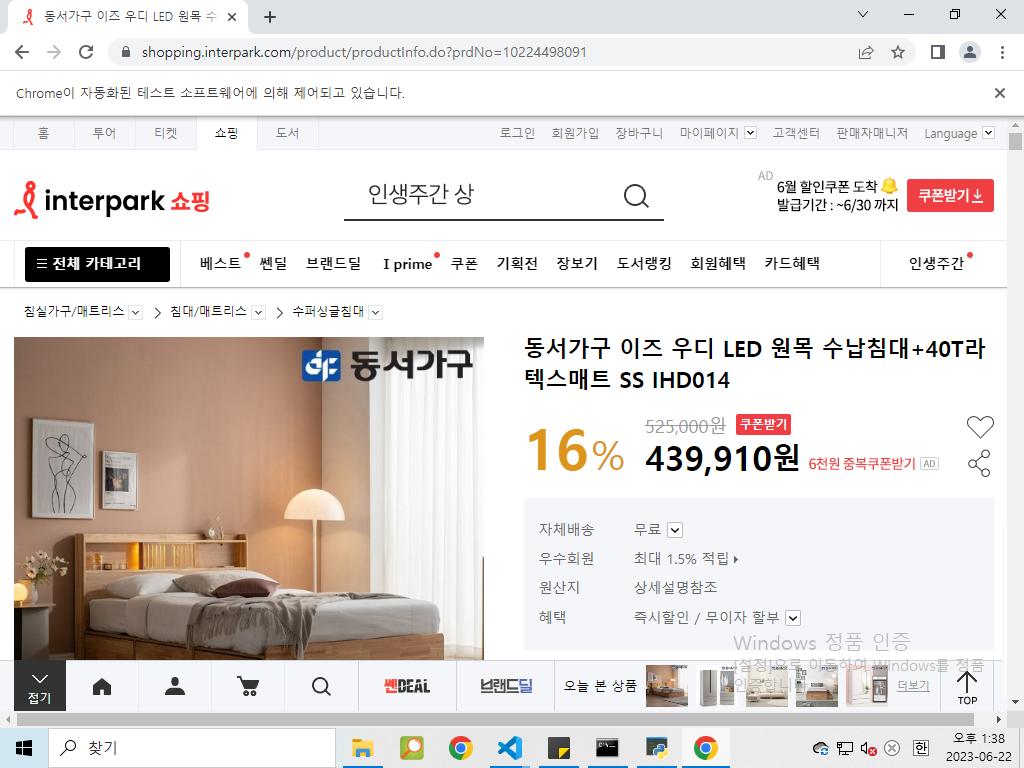 동서가구 이즈 우디 LED 원목 수
shopping.interpark.com/product/productInfo.do?prdNo=10224498091
Chrome이 자동화된 테스트 소프트웨어에 의해 제어되고 있습니다.
홈 투어 티켓 쇼핑 도서 로그인 회원가입 장바구니 마이페이지 고객센터 판매자매니저 Language
interpark 쇼핑
인생주간 상
AD
6월 할인쿠폰 도착
발급기간 : ~6/30 까지
쿠폰받기
전체 카테고리 베스트 쎈딜 브랜드딜 I prime 쿠폰 기획전 장보기 도서랭킹 회원혜택 카드혜택 인생주간
침실가구/매트리스 침대/매트리스 수퍼싱글침대
동서가구
동서가구 이즈 우디 LED 원목 수납침대+40T라
텍스매트 SS IHD014
16%
525,000원 쿠폰받기
439,910원 6천원 중복쿠폰받기 AD
자체배송 무료
우수회원 최대 1.5% 적립
원산지 상세설명참조
혜택 즉시할인 / 무이자 할부
Windows 정품 인증
[설정]으로 이동하여 Windows를 정품
인증합니다.
접기
쎈DEAL
브랜드딜
오늘 본 상품
더보기
TOP
찾기
한
오후 1:38
2023-06-22